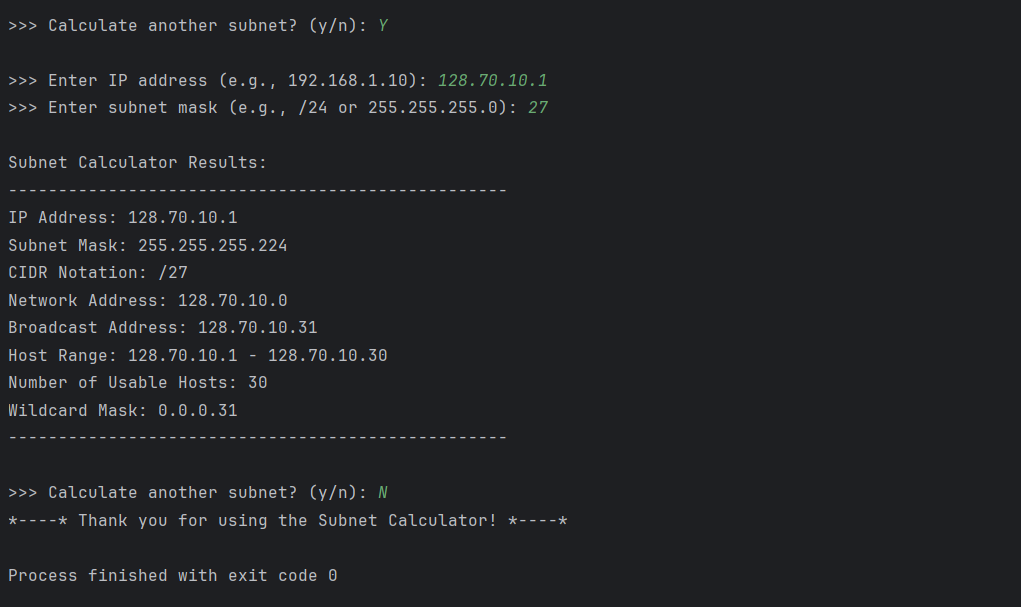 >>> Calculate another subnet? (y/n): Y
>>> Enter IP address (e.g., 192.168.1.10): 128.70.10.1
>>> Enter subnet mask (e.g., /24 or 255.255.255.0): 27
Subnet Calculator Results:
--------------------------------------------------
IP Address: 128.70.10.1
Subnet Mask: 255.255.255.224
CIDR Notation: /27
Network Address: 128.70.10.0
Broadcast Address: 128.70.10.31
Host Range: 128.70.10.1 - 128.70.10.30
Number of Usable Hosts: 30
Wildcard Mask: 0.0.0.31
--------------------------------------------------
>>> Calculate another subnet? (y/n): N
*----* Thank you for using the Subnet Calculator! *----*
Process finished with exit code 0